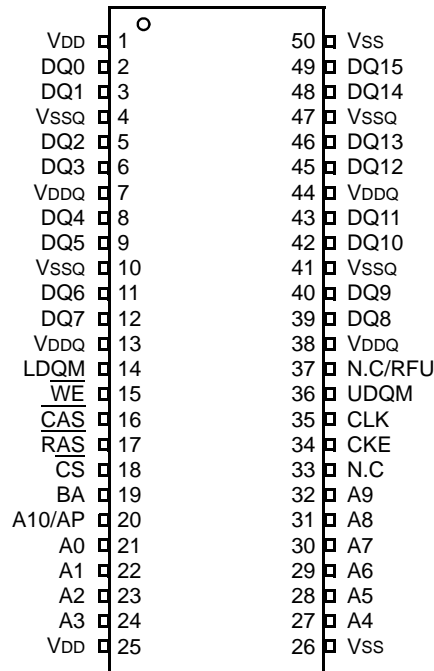 VDD 1 50 VSS
DQ0 2 49 DQ15
DQ1 3 48 DQ14
VSSQ 4 47 VSSQ
DQ2 5 46 DQ13
DQ3 6 45 DQ12
VDDQ 7 44 VDDQ
DQ4 8 43 DQ11
DQ5 9 42 DQ10
VSSQ 10 41 VSSQ
DQ6 11 40 DQ9
DQ7 12 39 DQ8
VDDQ 13 38 VDDQ
LDQM 14 37 N.C/RFU
W̅E̅ 15 36 UDQM
C̅A̅S̅ 16 35 CLK
R̅A̅S̅ 17 34 CKE
C̅S̅ 18 33 N.C
BA 19 32 A9
A10/AP 20 31 A8
A0 21 30 A7
A1 22 29 A6
A2 23 28 A5
A3 24 27 A4
VDD 25 26 VSS